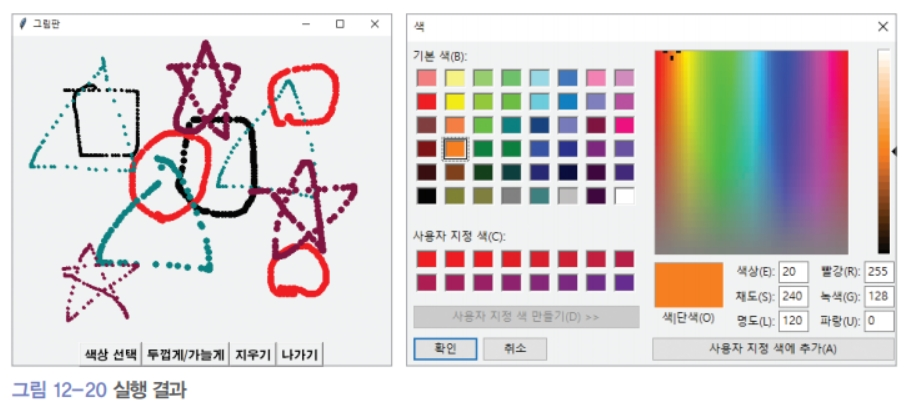 그림판
색상 선택 두껍게/가늘게 지우기 나가기
색
기본 색(B):
사용자 지정 색(C):
사용자 지정 색 만들기(D) >>
확인 취소
색|단색(O)
색상(E): 20 빨강(R): 255
채도(S): 240 녹색(G): 128
명도(L): 120 파랑(U): 0
사용자 지정 색에 추가(A)
그림 12-20 실행 결과